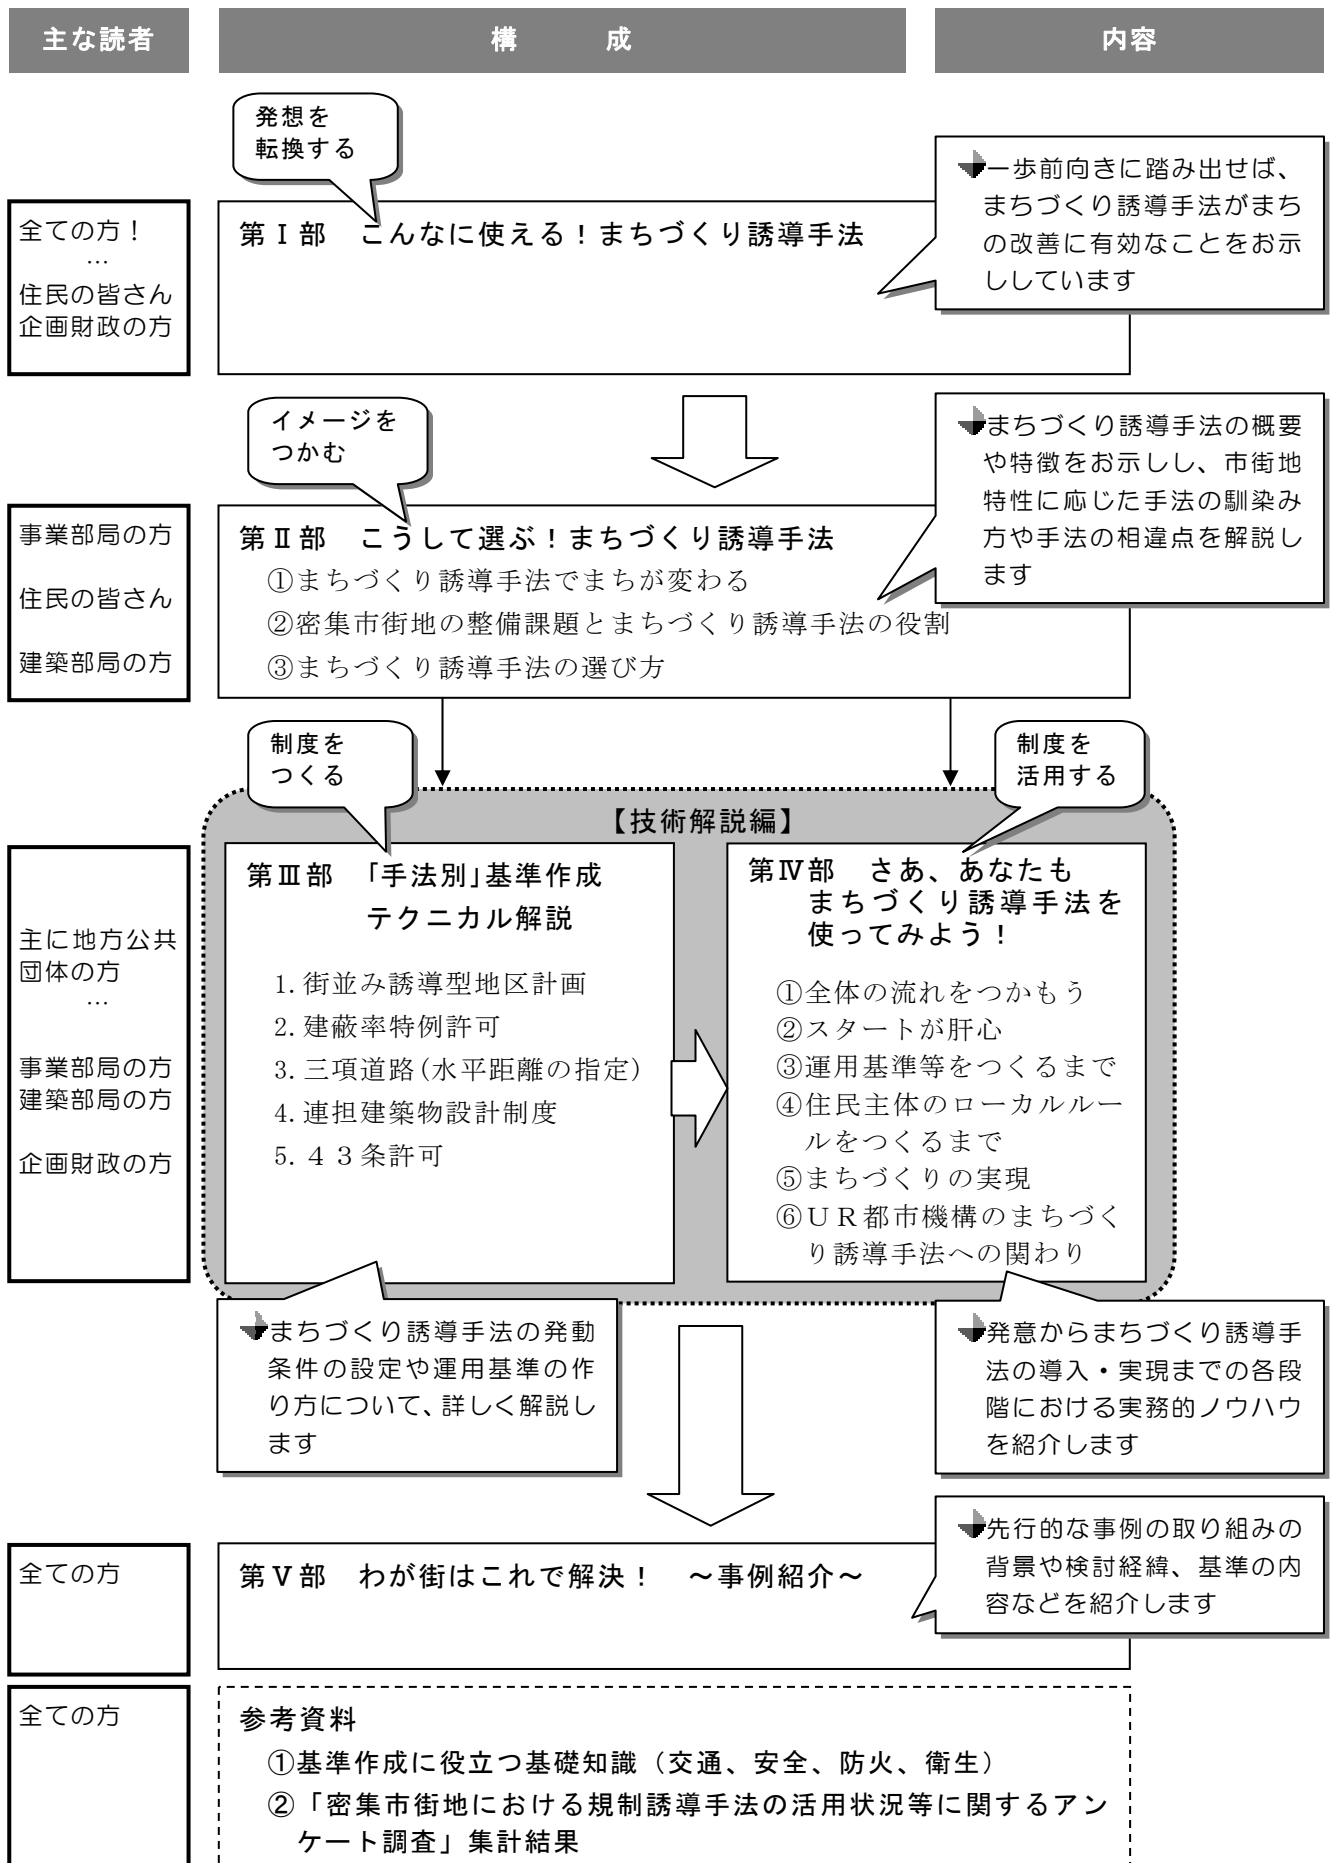 主な読者
構 成
内容
発想を
転換する
全ての方！
…
住民の皆さん
企画財政の方
第Ⅰ部 こんなに使える！まちづくり誘導手法
一歩前向きに踏み出せば、
まちづくり誘導手法がまち
の改善に有効なことをお示
ししています
イメージを
つかむ
事業部局の方
住民の皆さん
建築部局の方
第Ⅱ部 こうして選ぶ！まちづくり誘導手法
①まちづくり誘導手法でまちが変わる
②密集市街地の整備課題とまちづくり誘導手法の役割
③まちづくり誘導手法の選び方
まちづくり誘導手法の概要
や特徴をお示しし、市街地
特性に応じた手法の馴染み
方や手法の相違点を解説し
ます
制度を
つくる
制度を
活用する
【技術解説編】
主に地方公共
団体の方
…
事業部局の方
建築部局の方
企画財政の方
第Ⅲ部 「手法別」基準作成
テクニカル解説
1.街並み誘導型地区計画
2.建蔽率特例許可
3.三項道路(水平距離の指定)
4.連担建築物設計制度
5.４３条許可
第Ⅳ部 さあ、あなたも
まちづくり誘導手法を
使ってみよう！
①全体の流れをつかもう
②スタートが肝心
③運用基準等をつくるまで
④住民主体のローカルルー
ルをつくるまで
⑤まちづくりの実現
⑥ＵＲ都市機構のまちづく
り誘導手法への関わり
まちづくり誘導手法の発動
条件の設定や運用基準の作
り方について、詳しく解説し
ます
発意からまちづくり誘導手
法の導入・実現までの各段
階における実務的ノウハウ
を紹介します
全ての方
第Ⅴ部 わが街はこれで解決！ ～事例紹介～
先行的な事例の取り組みの
背景や検討経緯、基準の内
容などを紹介します
全ての方
参考資料
①基準作成に役立つ基礎知識（交通、安全、防火、衛生）
②「密集市街地における規制誘導手法の活用状況等に関するアン
ケート調査」集計結果